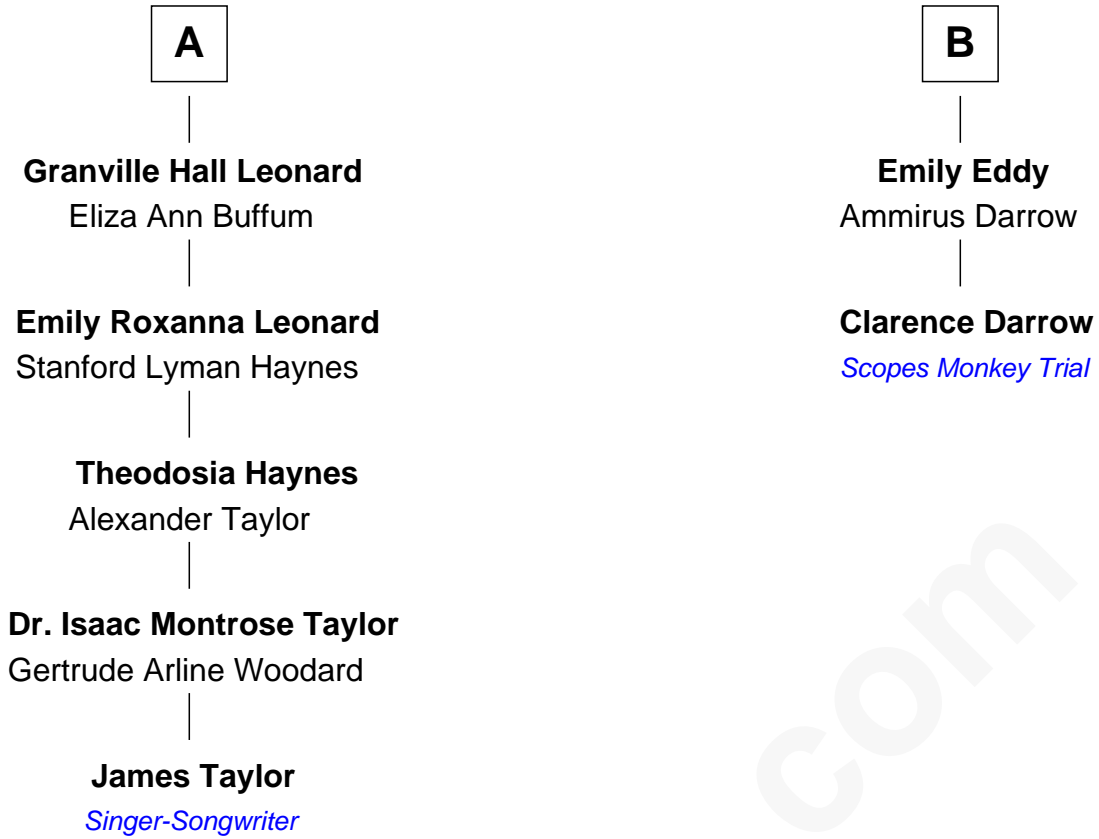 A
Granville Hall Leonard
Eliza Ann Buffum
Emily Roxanna Leonard
Stanford Lyman Haynes
Theodosia Haynes
Alexander Taylor
Dr. Isaac Montrose Taylor
Gertrude Arline Woodard
James Taylor
Singer-Songwriter
B
Emily Eddy
Ammirus Darrow
Clarence Darrow
Scopes Monkey Trial
com